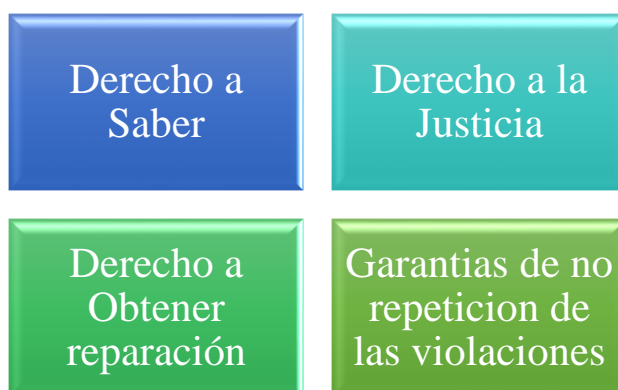 Derecho a
Saber
Derecho a la
Justicia
Derecho a
Obtener
reparación
Garantias de no
repeticion de
las violaciones